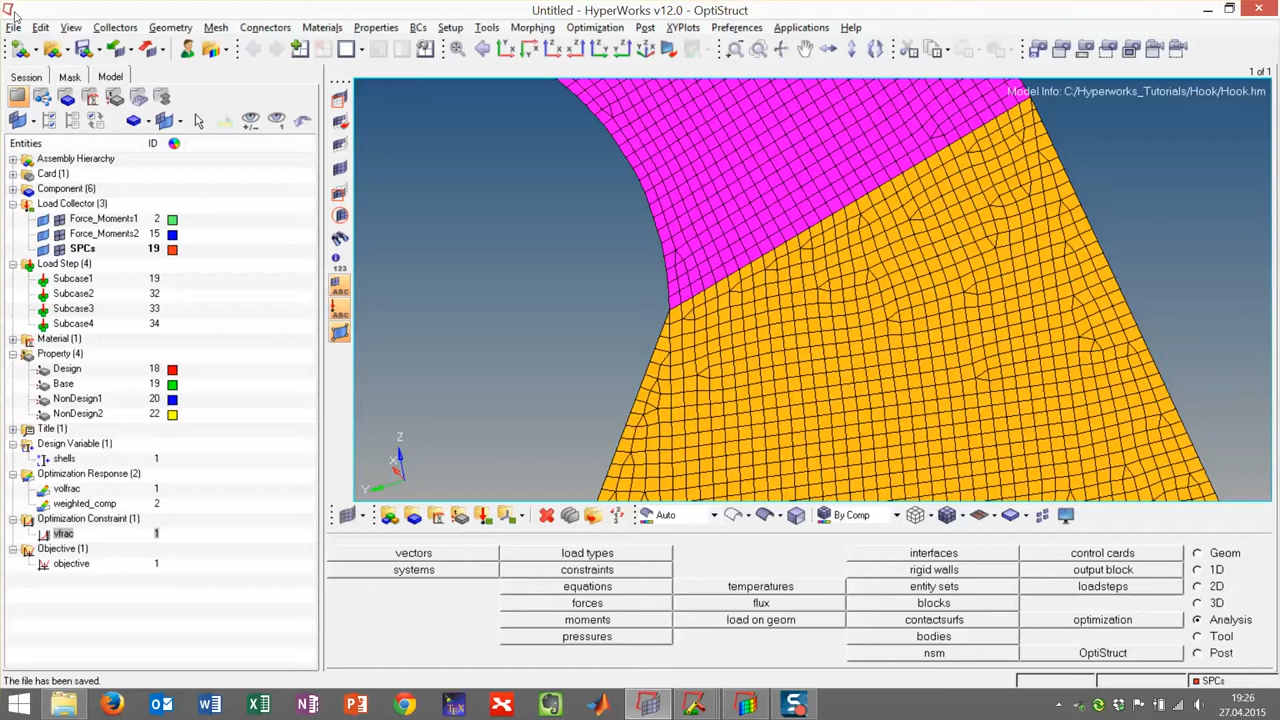 Untitled - HyperWorks v12.0 - OptiStruct
File Edit View Collectors Geometry Mesh Connectors Materials Properties BCs Setup Tools Morphing Optimization Post XYPlots Preferences Applications Help
Session Mask Model
1 of 1
Model Info: C:/Hyperworks_Tutorials/Hook/Hook.hm
Entities ID
Assembly Hierarchy
Card (1)
Component (6)
Load Collector (3)
Force_Moments1 2
Force_Moments2 15
SPCs 19
Load Step (4)
Subcase1 19
Subcase2 32
Subcase3 33
Subcase4 34
Material (1)
Property (4)
Design 18
Base 19
NonDesign1 20
NonDesign2 22
Title (1)
Design Variable (1)
shells 1
Optimization Response (2)
volfrac 1
weighted_comp 2
Optimization Constraint (1)
vfrac 1
Objective (1)
objective 1
123
ABC
ABC
Z
X
Y
Auto By Comp
vectors load types interfaces control cards Geom
systems constraints rigid walls output block 1D
equations temperatures entity sets loadsteps 2D
forces flux blocks 3D
moments load on geom contactsurfs optimization Analysis
pressures bodies Tool
nsm OptiStruct Post
The file has been saved.
SPCs
19:26
27.04.2015